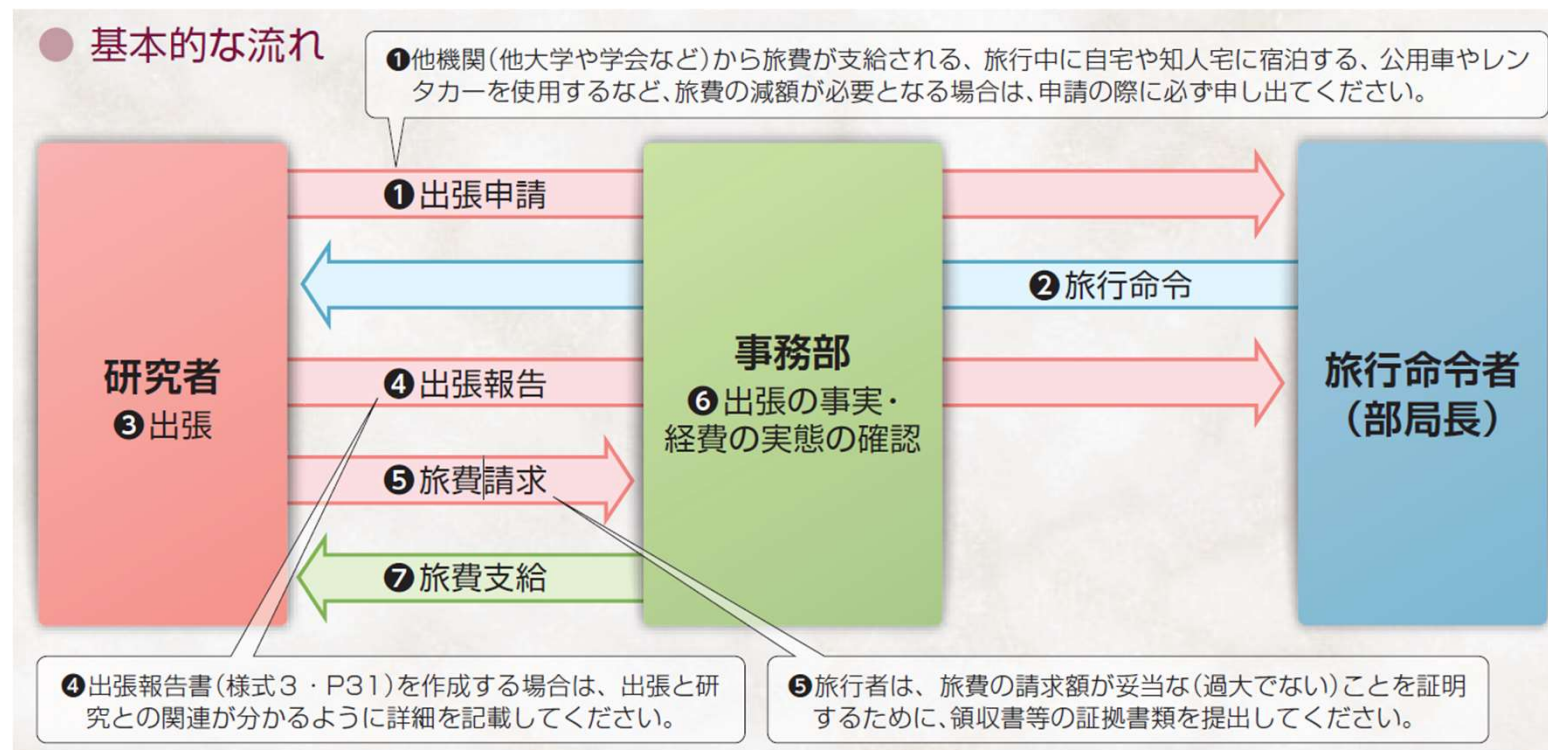 基本的な流れ
❶他機関(他大学や学会など)から旅費が支給される、旅行中に自宅や知人宅に宿泊する、公用車やレン
タカーを使用するなど、旅費の減額が必要となる場合は、申請の際に必ず申し出てください。
❶出張申請
❷旅行命令
研究者
❸出張
❹出張報告
❺旅費請求
❼旅費支給
事務部
❻出張の事実・
経費の実態の確認
旅行命令者
(部局長)
❹出張報告書(様式3・P31)を作成する場合は、出張と研
究との関連が分かるように詳細を記載してください。
❺旅行者は、旅費の請求額が妥当な(過大でない)ことを証明
するために、領収書等の証拠書類を提出してください。